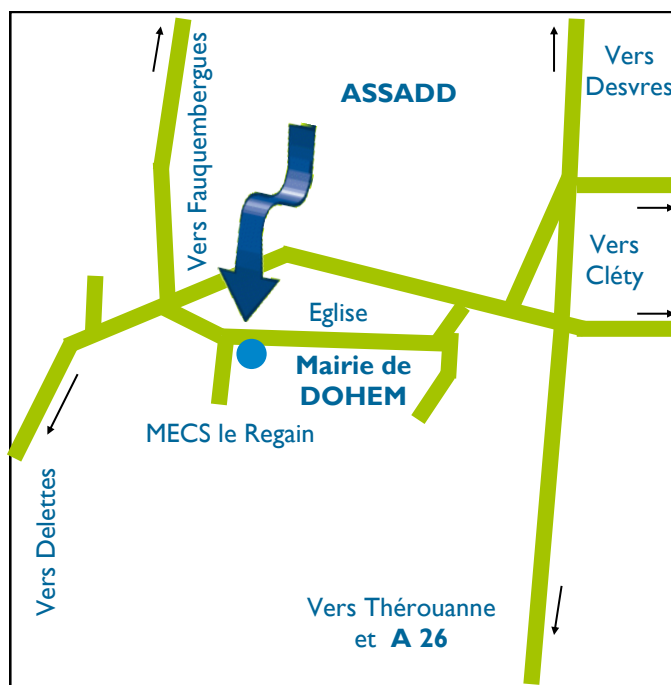 Vers Fauquembergues
ASSADD
Vers
Desvres
Vers
Cléty
Eglise
Mairie de
DOHEM
MECS le Regain
Vers Delettes
Vers Thérouanne
et A 26